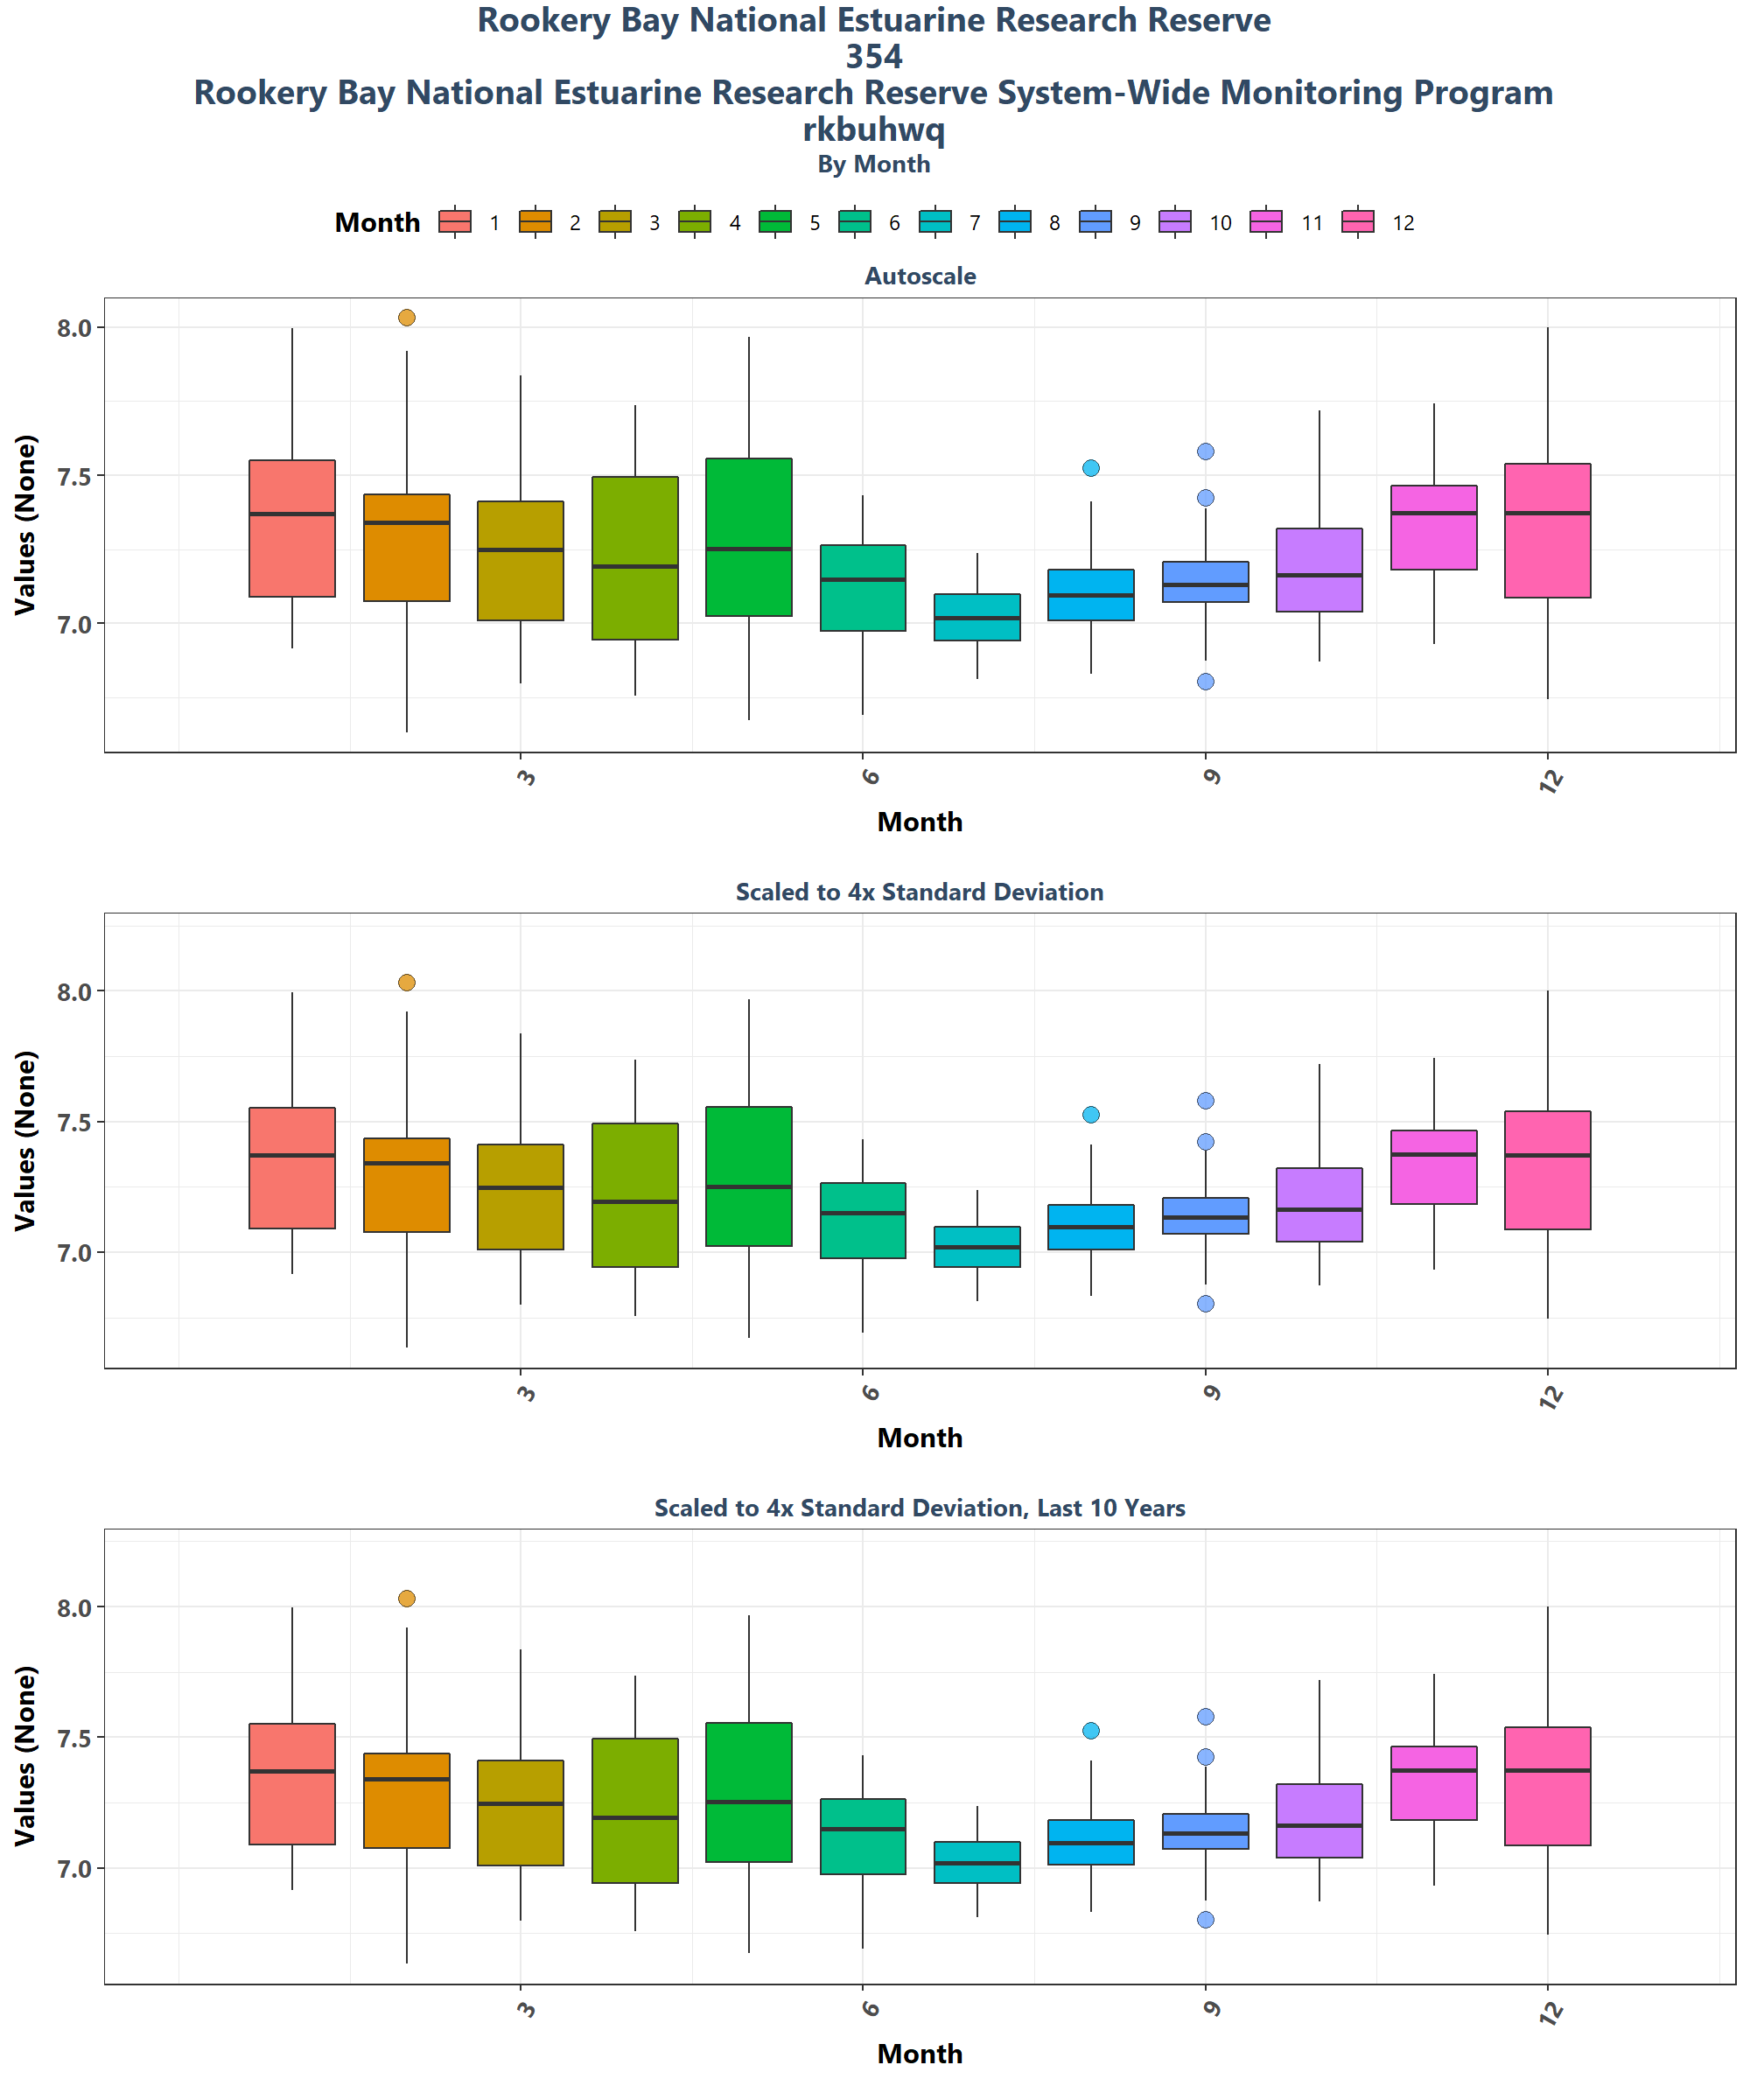 Rookery Bay National Estuarine Research Reserve
354
Rookery Bay National Estuarine Research Reserve System-Wide Monitoring Program
rkbuhwq
By Month
Month 1 2 3 4 5 6 7 8 9 10 11 12
Autoscale
Values (None)
8.0
7.5
7.0
3 6 9 12
Month
Scaled to 4x Standard Deviation
Values (None)
8.0
7.5
7.0
3 6 9 12
Month
Scaled to 4x Standard Deviation, Last 10 Years
Values (None)
8.0
7.5
7.0
3 6 9 12
Month